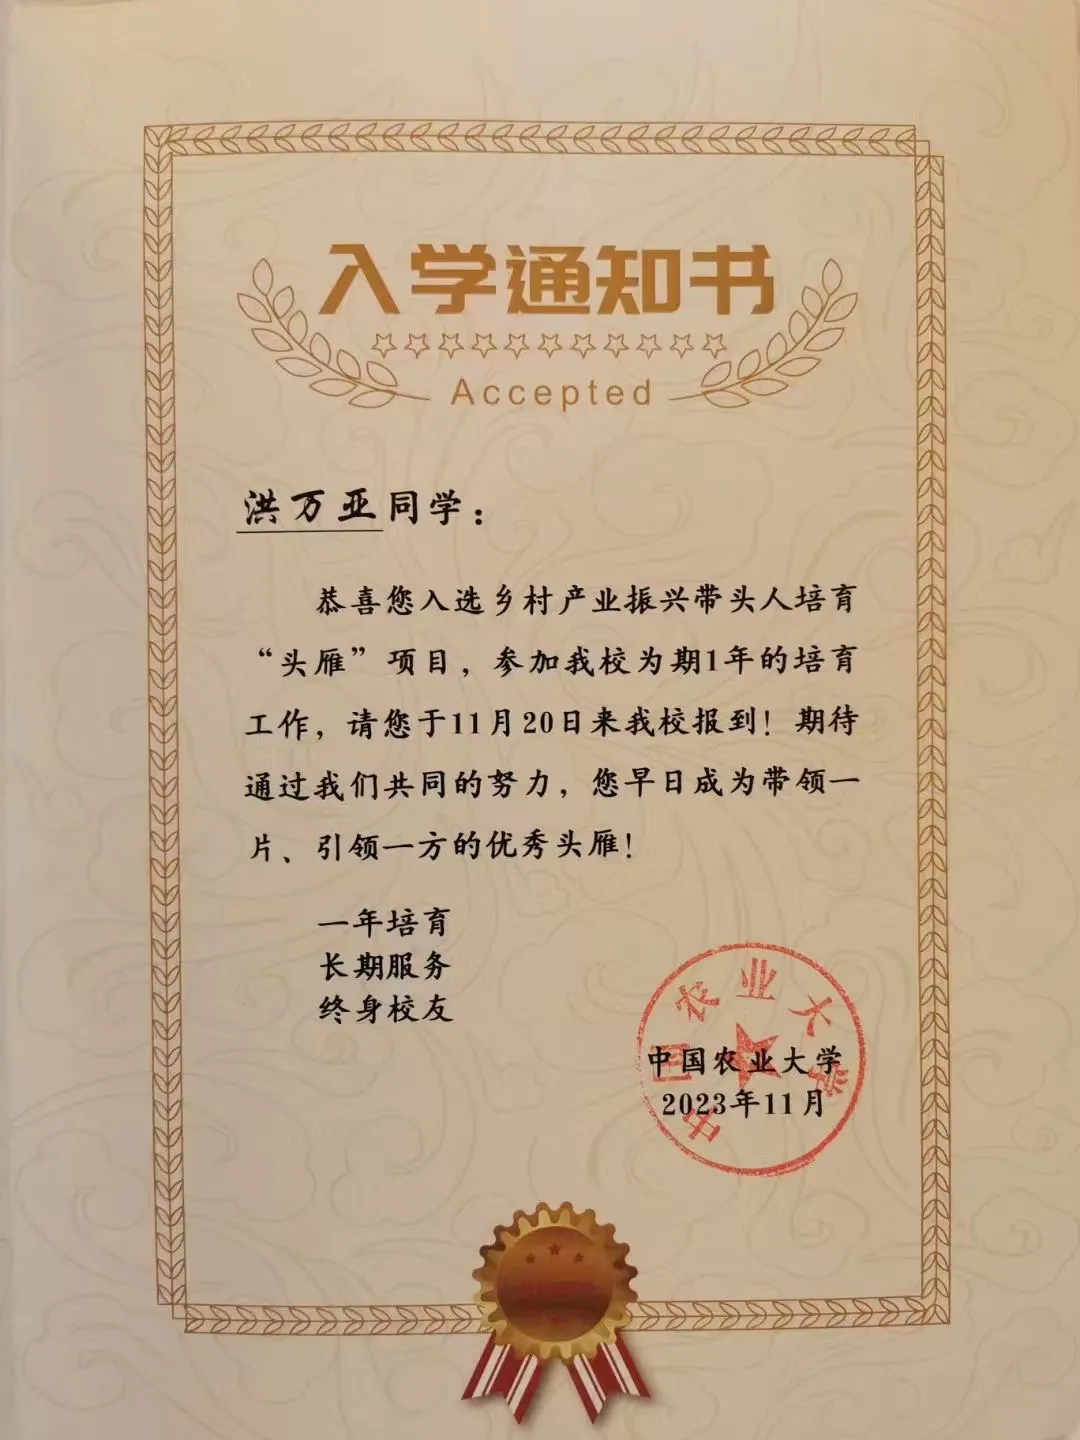 入学通知书
Accepted
洪万亚同学：
恭喜您入选乡村产业振兴带头人培育
“头雁”项目，参加我校为期1年的培育
工作，请您于11月20日来我校报到！期待
通过我们共同的努力，您早日成为带领一
片、引领一方的优秀头雁！
一年培育
长期服务
终身校友
中国农业大学
中国农业大学
2023年11月